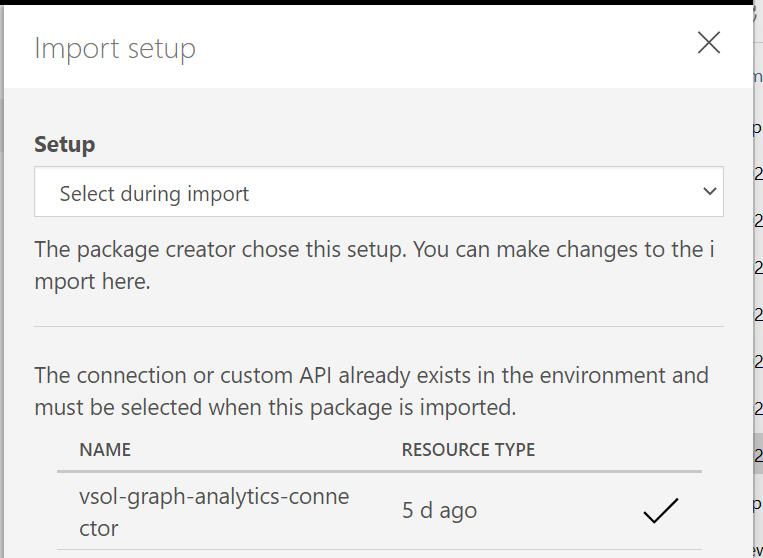 Import setup
Setup
Select during import
The package creator chose this setup. You can make changes to the i
mport here.
The connection or custom API already exists in the environment and
must be selected when this package is imported.
NAME RESOURCE TYPE
vsol-graph-analytics-conne
ctor
5 d ago